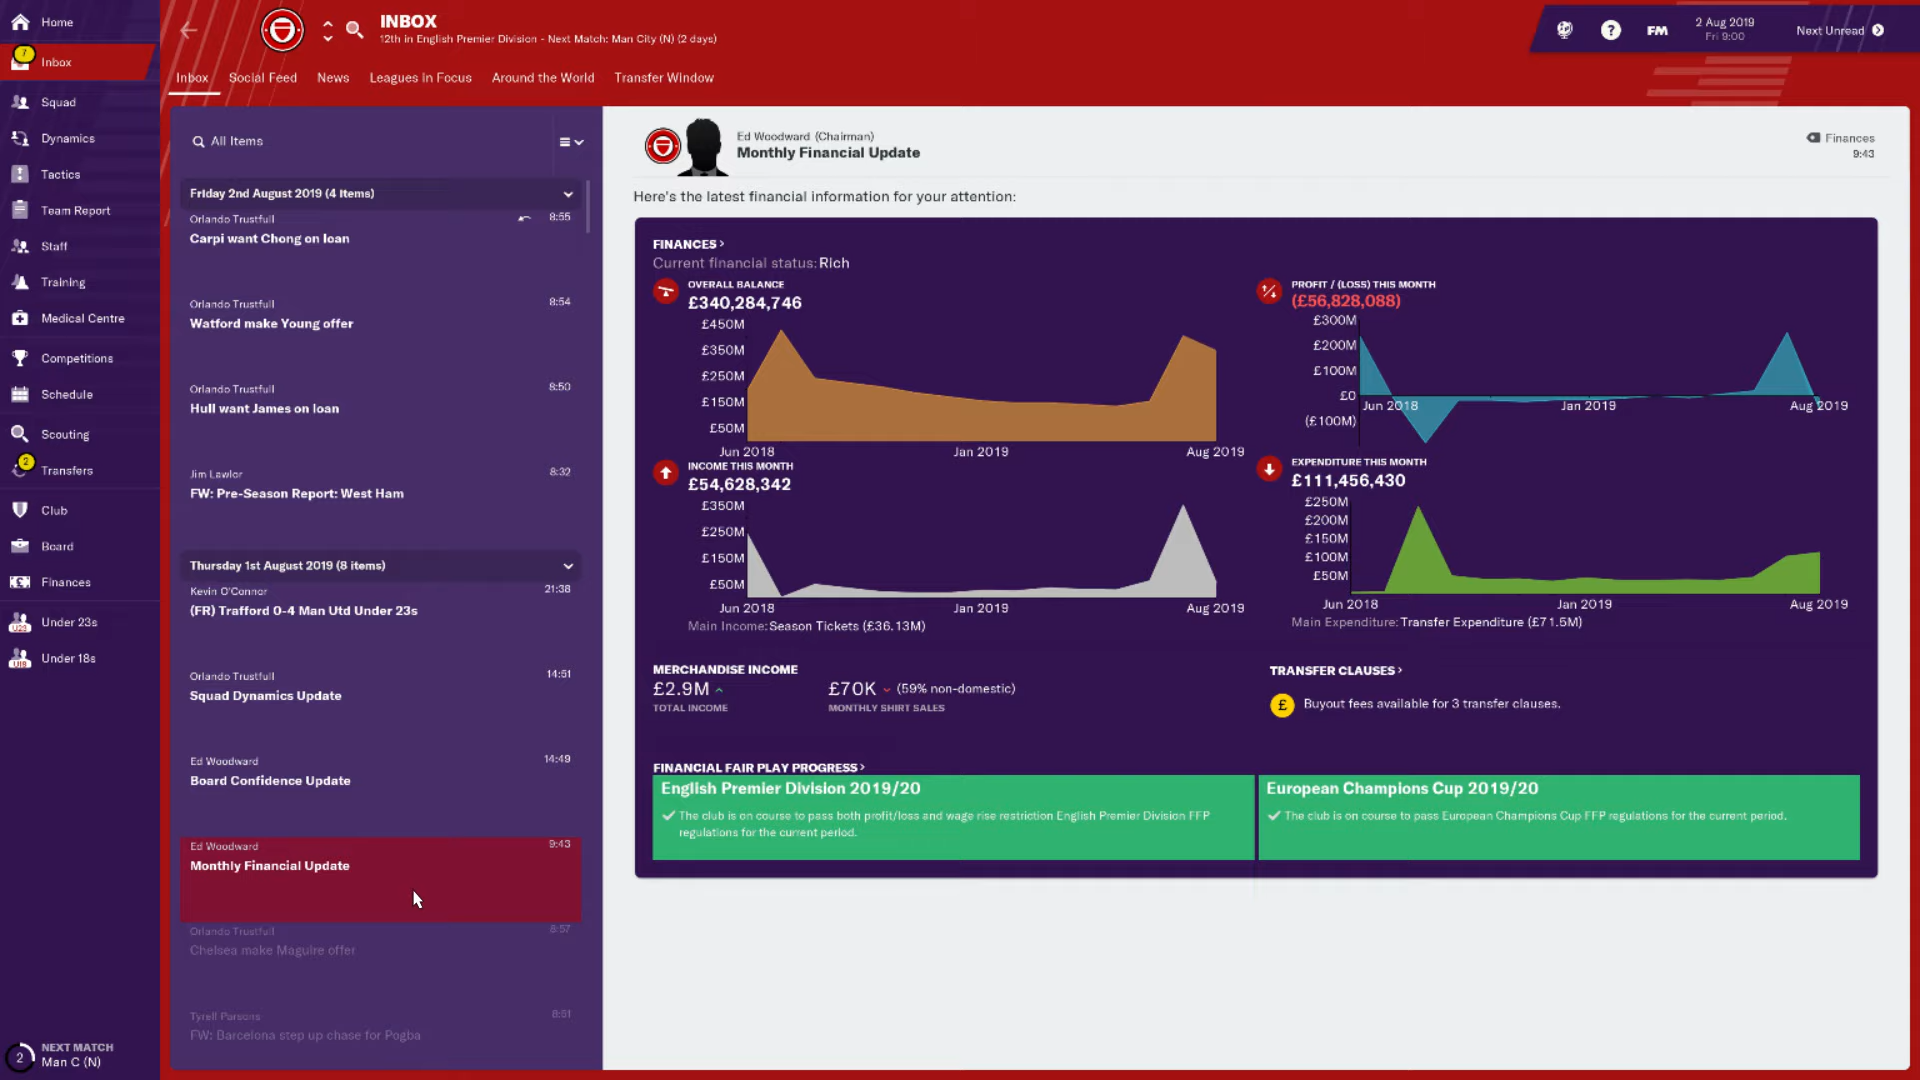 Home
7
Inbox
Squad
Dynamics
Tactics
Team Report
Staff
Training
Medical Centre
Competitions
Schedule
Scouting
2
Transfers
Club
Board
Finances
U23
Under 23s
U18
Under 18s
2
NEXT MATCH
Man C (N)
INBOX
12th in English Premier Division - Next Match: Man City (N) (2 days)
Inbox Social Feed News Leagues In Focus Around the World Transfer Window
? FM
2 Aug 2019
Fri 9:00
Next Unread
All Items
Friday 2nd August 2019 (4 Items)
Orlando Trustfull 8:55
Carpi want Chong on loan
Orlando Trustfull 8:54
Watford make Young offer
Orlando Trustfull 8:50
Hull want James on loan
Jim Lawlor 8:32
FW: Pre-Season Report: West Ham
Thursday 1st August 2019 (8 items)
Kevin O'Connor 21:38
(FR) Trafford 0-4 Man Utd Under 23s
Orlando Trustfull 14:51
Squad Dynamics Update
Ed Woodward 14:49
Board Confidence Update
Ed Woodward 9:43
Monthly Financial Update
Orlando Trustfull 8:57
Chelsea make Maguire offer
Tyrell Parsons 8:51
FW: Barcelona step up chase for Pogba
Ed Woodward (Chairman)
Monthly Financial Update
Finances
9:43
Here's the latest financial information for your attention:
FINANCES >
Current financial status: Rich
OVERALL BALANCE
£340,284,746
£450M
£350M
£250M
£150M
£50M
Jun 2018 Jan 2019 Aug 2019
PROFIT / (LOSS) THIS MONTH
(£56,828,088)
£300M
£200M
£100M
£0
(£100M)
Jun 2018 Jan 2019 Aug 2019
INCOME THIS MONTH
£54,628,342
£350M
£250M
£150M
£50M
Jun 2018 Jan 2019 Aug 2019
Main Income: Season Tickets (£36.13M)
EXPENDITURE THIS MONTH
£111,456,430
£250M
£200M
£150M
£100M
£50M
Jun 2018 Jan 2019 Aug 2019
Main Expenditure: Transfer Expenditure (£71.5M)
MERCHANDISE INCOME
£2.9M £70K (59% non-domestic)
TOTAL INCOME MONTHLY SHIRT SALES
TRANSFER CLAUSES >
£ Buyout fees available for 3 transfer clauses.
FINANCIAL FAIR PLAY PROGRESS >
English Premier Division 2019/20
The club is on course to pass both profit/loss and wage rise restriction English Premier Division FFP
regulations for the current period.
European Champions Cup 2019/20
The club is on course to pass European Champions Cup FFP regulations for the current period.